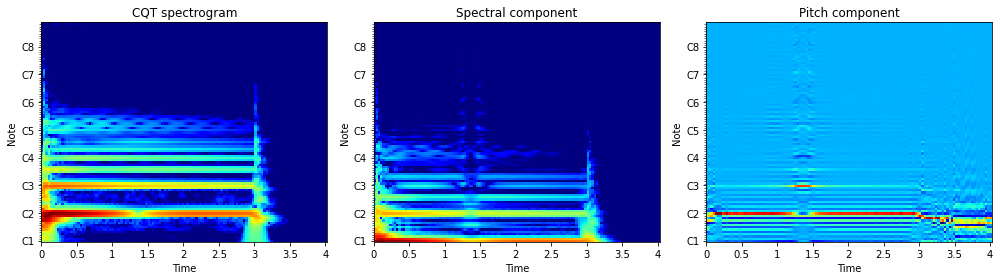 CQT spectrogram
Note
C8
C7
C6
C5
C4
C3
C2
C1
0 0.5 1 1.5 2 2.5 3 3.5 4
Time
Spectral component
Note
C8
C7
C6
C5
C4
C3
C2
C1
0 0.5 1 1.5 2 2.5 3 3.5 4
Time
Pitch component
Note
C8
C7
C6
C5
C4
C3
C2
C1
0 0.5 1 1.5 2 2.5 3 3.5 4
Time